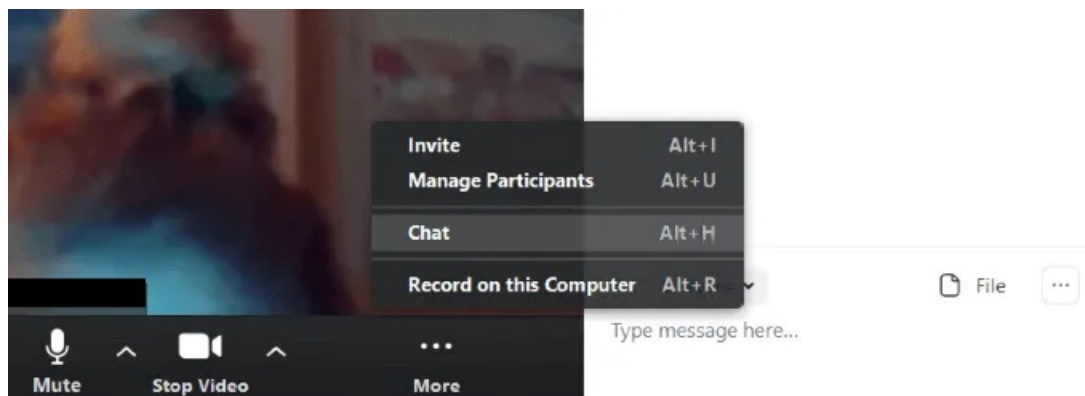 Invite Alt+I
Manage Participants Alt+U
Chat Alt+H
Record on this Computer Alt+R
File
Type message here...
Mute
Stop Video
More